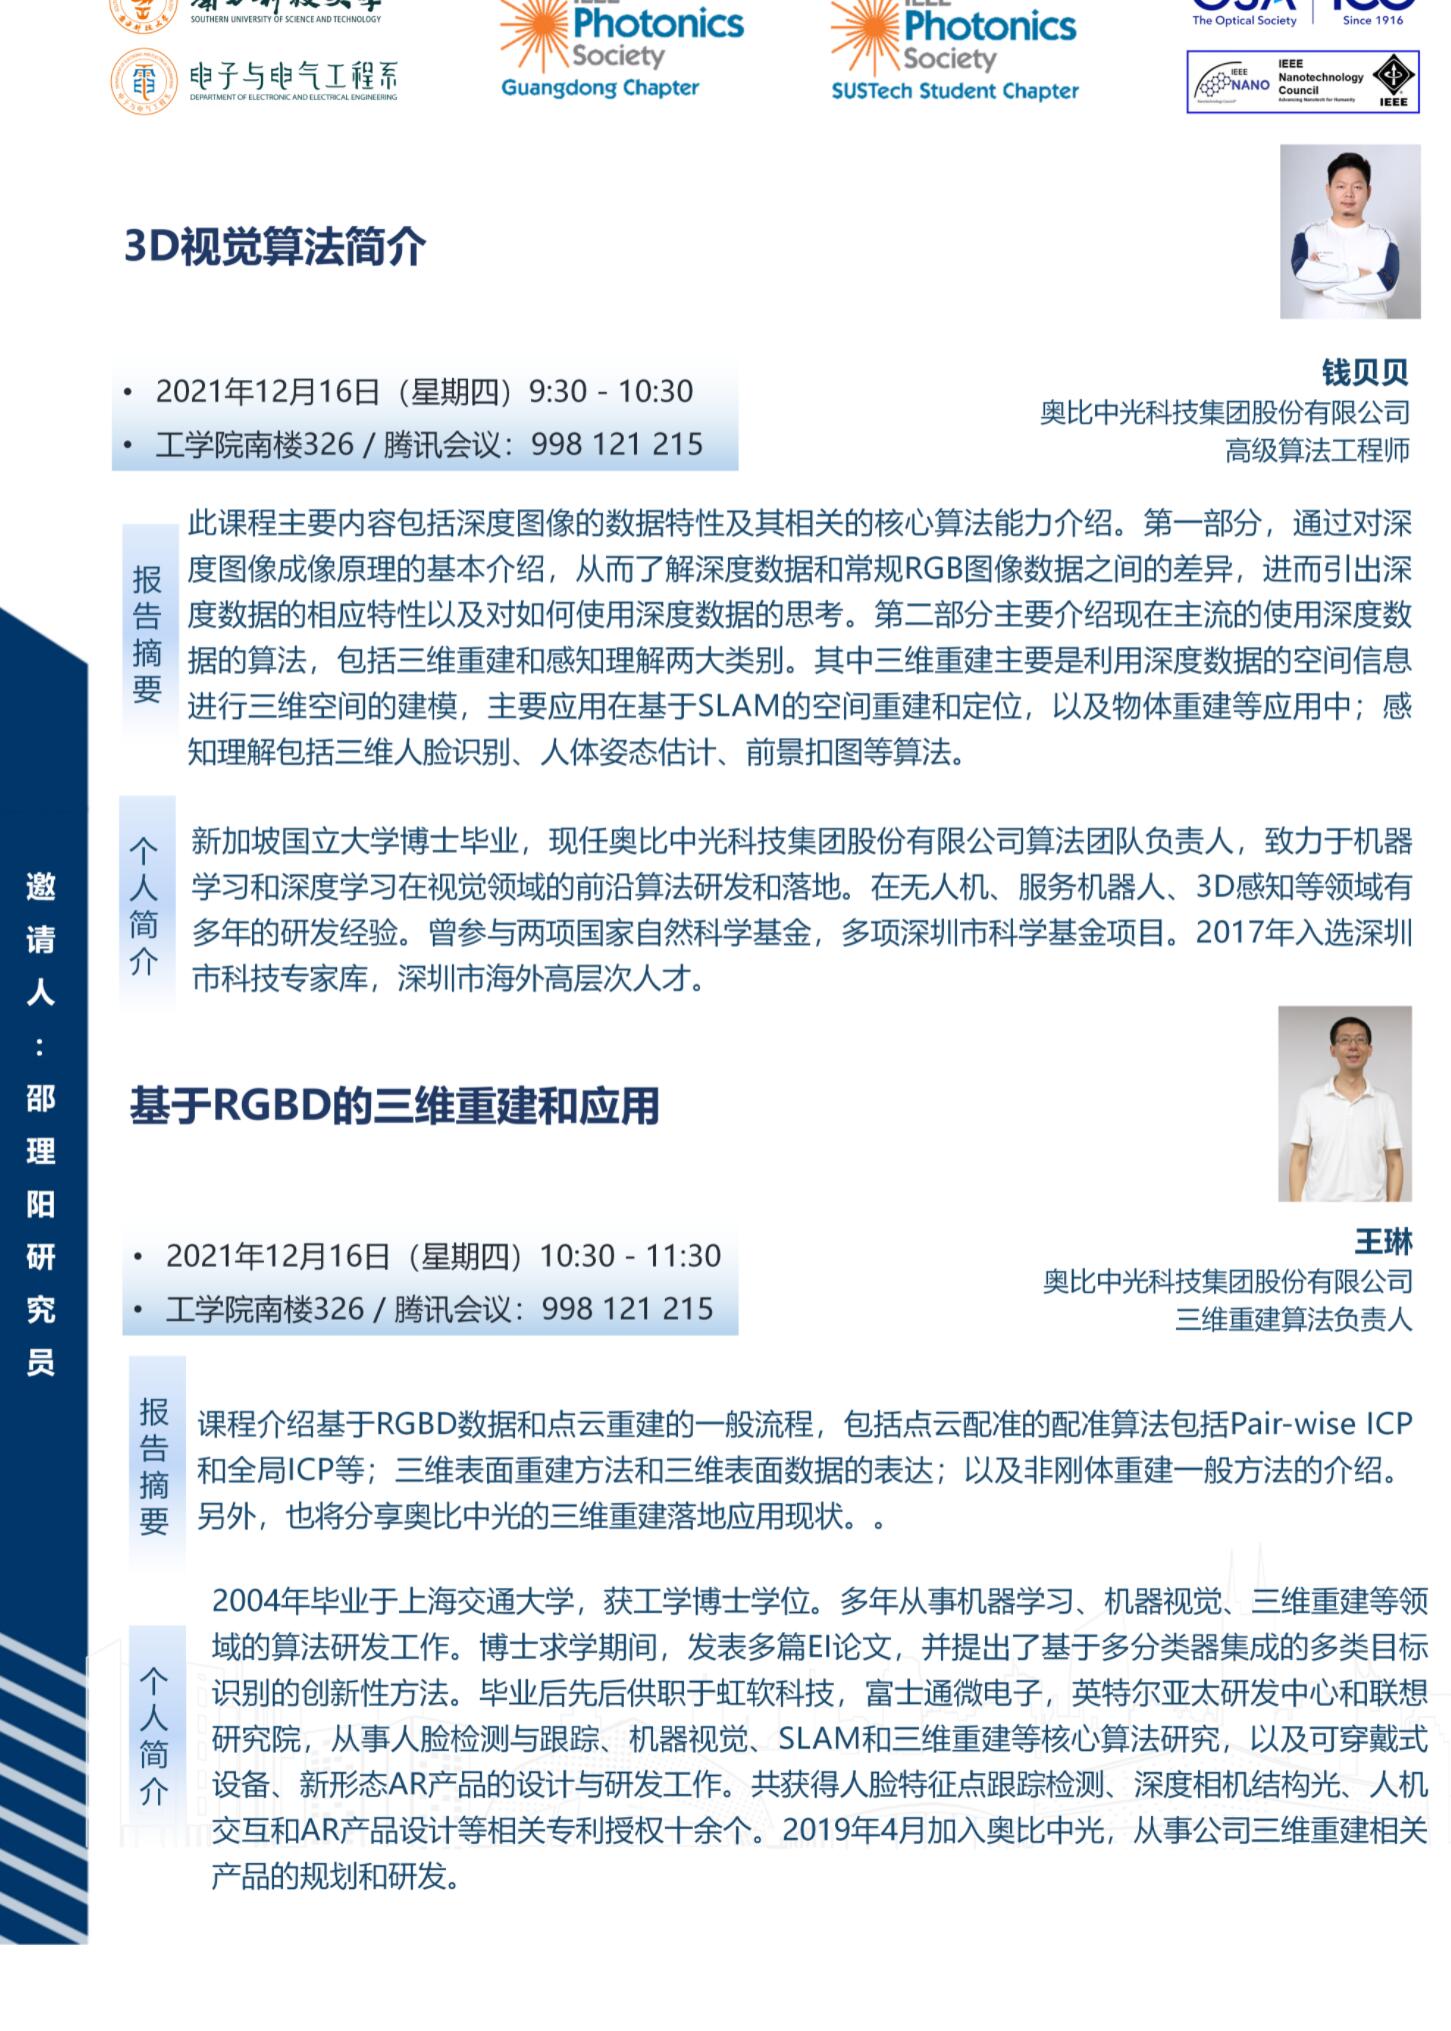 SOUTHERN UNIVERSITY OF SCIENCE AND TECHNOLOGY
电子与电气工程系
DEPARTMENT OF ELECTRONIC AND ELECTRICAL ENGINEERING
Photonics
Society
Guangdong Chapter
Photonics
Society
SUSTech Student Chapter
The Optical Society
Since 1916
IEEE
NANO
IEEE
Nanotechnology
Council
Advancing Nanotech for Humanity
IEEE
3D视觉算法简介
• 2021年12月16日（星期四）9:30 - 10:30
• 工学院南楼326 / 腾讯会议：998 121 215
钱贝贝
奥比中光科技集团股份有限公司
高级算法工程师
报告摘要
此课程主要内容包括深度图像的数据特性及其相关的核心算法能力介绍。第一部分，通过对深
度图像成像原理的基本介绍，从而了解深度数据和常规RGB图像数据之间的差异，进而引出深
度数据的相应特性以及对如何使用深度数据的思考。第二部分主要介绍现在主流的使用深度数
据的算法，包括三维重建和感知理解两大类别。其中三维重建主要是利用深度数据的空间信息
进行三维空间的建模，主要应用在基于SLAM的空间重建和定位，以及物体重建等应用中；感
知理解包括三维人脸识别、人体姿态估计、前景扣图等算法。
个人简介
新加坡国立大学博士毕业，现任奥比中光科技集团股份有限公司算法团队负责人，致力于机器
学习和深度学习在视觉领域的前沿算法研发和落地。在无人机、服务机器人、3D感知等领域有
多年的研发经验。曾参与两项国家自然科学基金，多项深圳市科学基金项目。2017年入选深圳
市科技专家库，深圳市海外高层次人才。
邀请人：邵理阳研究员
基于RGBD的三维重建和应用
• 2021年12月16日（星期四）10:30 - 11:30
• 工学院南楼326 / 腾讯会议：998 121 215
王琳
奥比中光科技集团股份有限公司
三维重建算法负责人
报告摘要
课程介绍基于RGBD数据和点云重建的一般流程，包括点云配准的配准算法包括Pair-wise ICP
和全局ICP等；三维表面重建方法和三维表面数据的表达；以及非刚体重建一般方法的介绍。
另外，也将分享奥比中光的三维重建落地应用现状。。
个人简介
2004年毕业于上海交通大学，获工学博士学位。多年从事机器学习、机器视觉、三维重建等领
域的算法研发工作。博士求学期间，发表多篇EI论文，并提出了基于多分类器集成的多类目标
识别的创新性方法。毕业后先后供职于虹软科技，富士通微电子，英特尔亚太研发中心和联想
研究院，从事人脸检测与跟踪、机器视觉、SLAM和三维重建等核心算法研究，以及可穿戴式
设备、新形态AR产品的设计与研发工作。共获得人脸特征点跟踪检测、深度相机结构光、人机
交互和AR产品设计等相关专利授权十余个。2019年4月加入奥比中光，从事公司三维重建相关
产品的规划和研发。